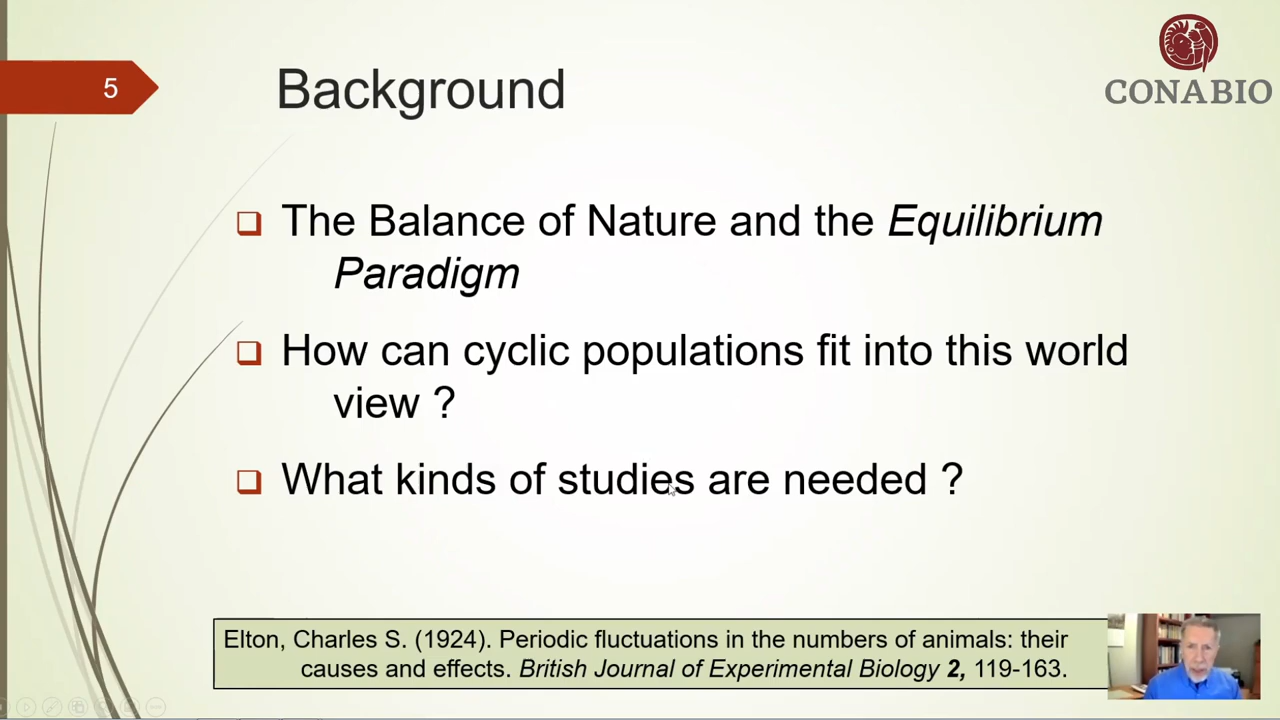 5
Background
CONABIO
The Balance of Nature and the Equilibrium
Paradigm
How can cyclic populations fit into this world
view ?
What kinds of studies are needed ?
Elton, Charles S. (1924). Periodic fluctuations in the numbers of animals: their
causes and effects. British Journal of Experimental Biology 2, 119-163.